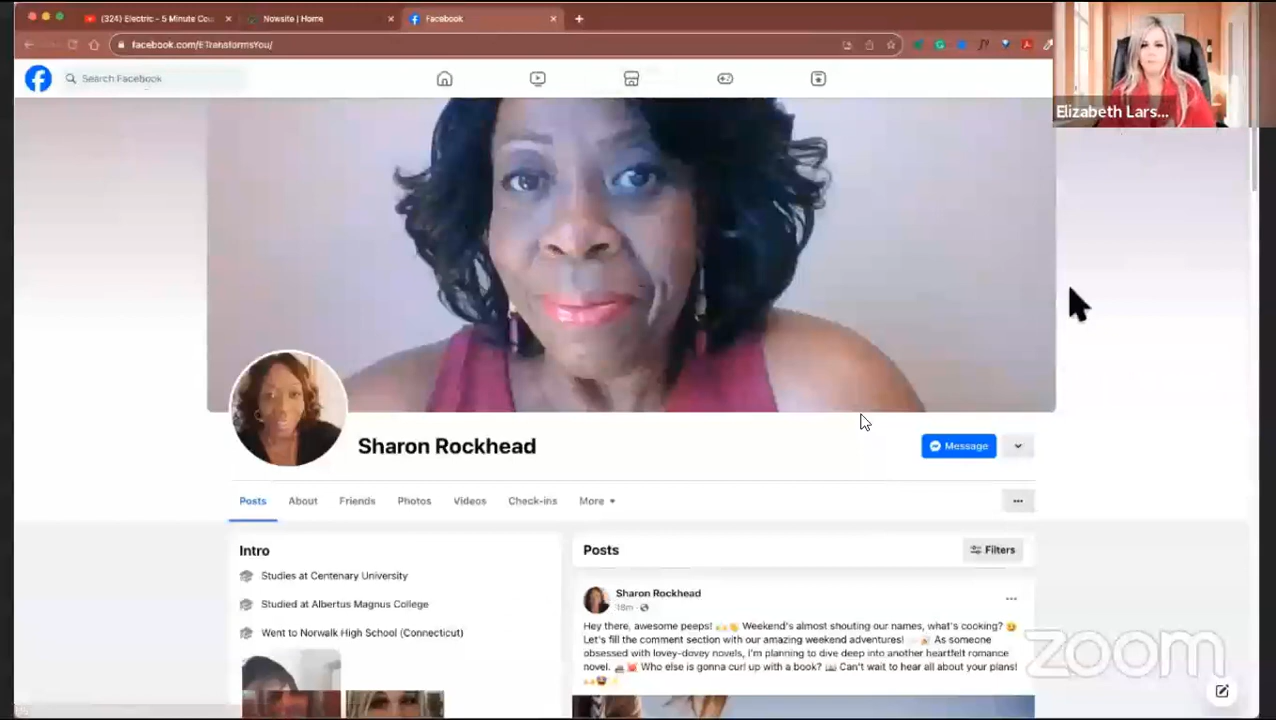 (324) Electric - 5 Minute Cou
Nowsite | Home
Facebook
facebook.com/ETransformsYou/
Search Facebook
Elizabeth Lars...
Sharon Rockhead
Message
Posts
About
Friends
Photos
Videos
Check-ins
More
Intro
Studies at Centenary University
Studied at Albertus Magnus College
Went to Norwalk High School (Connecticut)
Posts
Filters
Sharon Rockhead
18m
Hey there, awesome peeps! 🙌👋 Weekend's almost shouting our names, what's cooking?
Let's fill the comment section with our amazing weekend adventures! As someone
obsessed with lovey-dovey novels, I'm planning to dive deep into another heartfelt romance
novel. Who else is gonna curl up with a book? Can't wait to hear all about your plans!
zoom